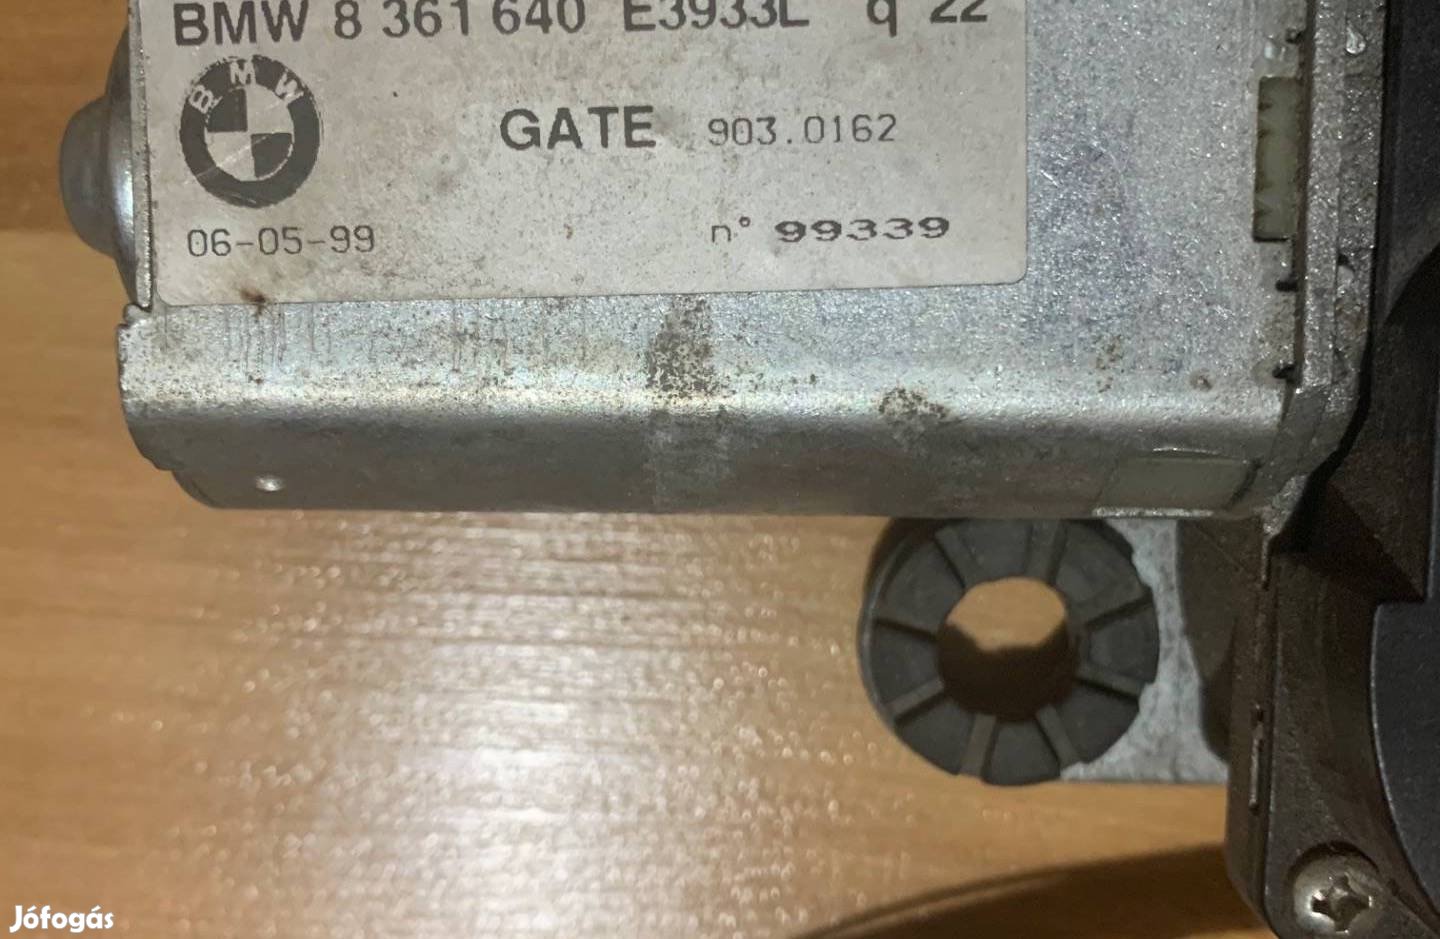 BMW 8 361 640 E3933L q 22
BMW
GATE 903.0162
06-05-99 n° 99339
Jófogás